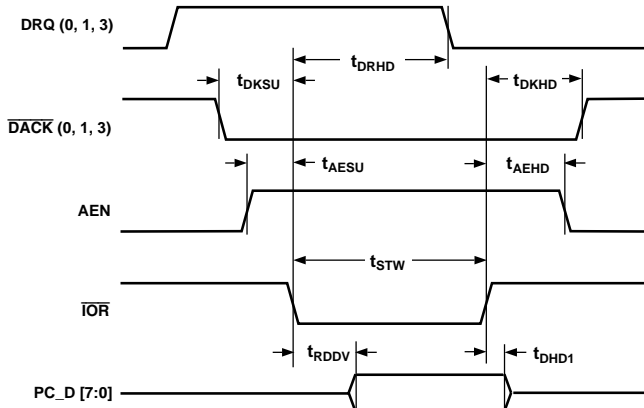 DRQ (0, 1, 3)
tDRHD
tDKSU
tDKHD
DACK (0, 1, 3)
tAESU
tAEHD
AEN
tSTW
IOR
tRDDV
tDHD1
PC_D [7:0]